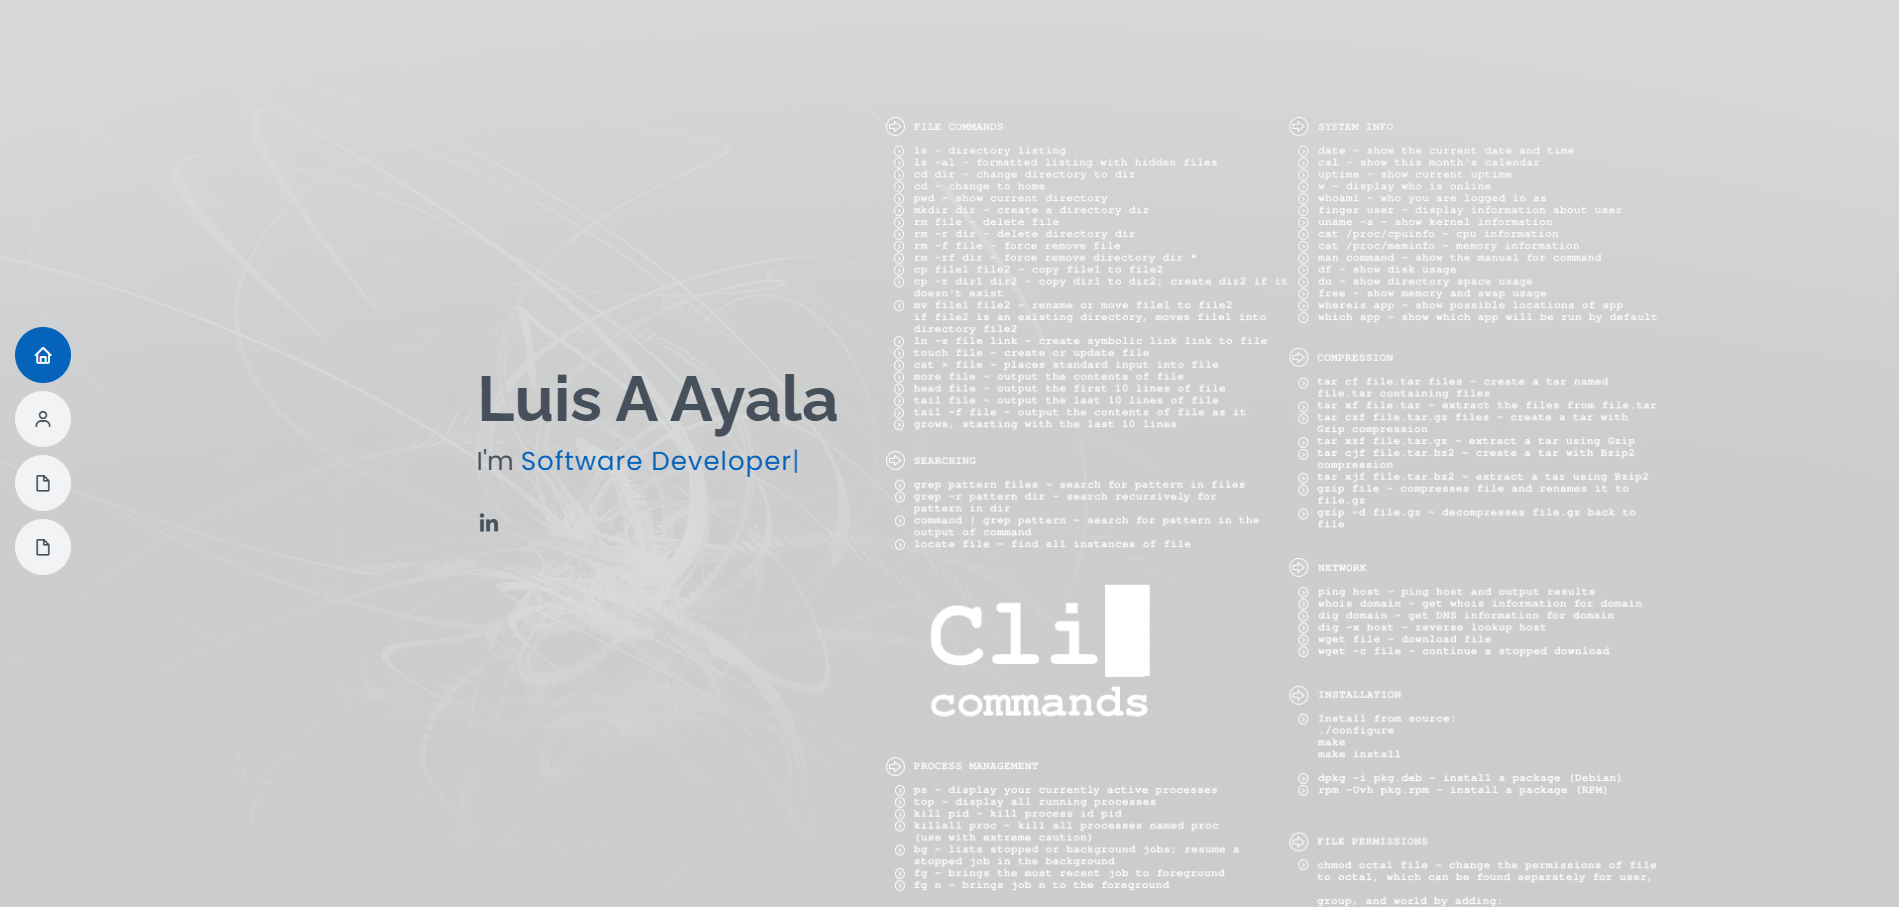 Luis A Ayala
I'm Software Developer|
in
FILE COMMANDS
ls - directory listing
ls -al - formatted listing with hidden files
cd dir - change directory to dir
cd - change to home
pwd - show current directory
mkdir dir - create a directory dir
rm file - delete file
rm -r dir - delete directory dir
rm -f file - force remove file
rm -rf dir - force remove directory dir *
cp file1 file2 - copy file1 to file2
cp -r dir1 dir2 - copy dir1 to dir2; create dir2 if it
doesn't exist
mv file1 file2 - rename or move file1 to file2
if file2 is an existing directory, moves file1 into
directory file2
ln -s file link - create symbolic link link to file
touch file - create or update file
cat > file - places standard input into file
more file - output the contents of file
head file - output the first 10 lines of file
tail file - output the last 10 lines of file
tail -f file - output the contents of file as it
grows, starting with the last 10 lines
SEARCHING
grep pattern files - search for pattern in files
grep -r pattern dir - search recursively for
pattern in dir
command | grep pattern - search for pattern in the
output of command
locate file - find all instances of file
Cli
commands
PROCESS MANAGEMENT
ps - display your currently active processes
top - display all running processes
kill pid - kill process id pid
killall proc - kill all processes named proc
(use with extreme caution)
bg - lists stopped or background jobs; resume a
stopped job in the background
fg - brings the most recent job to foreground
fg n - brings job n to the foreground
SYSTEM INFO
date - show the current date and time
cal - show this month's calendar
uptime - show current uptime
w - display who is online
whoami - who you are logged in as
finger user - display information about user
uname -a - show kernel information
cat /proc/cpuinfo - cpu information
cat /proc/meminfo - memory information
man command - show the manual for command
df - show disk usage
du - show directory space usage
free - show memory and swap usage
whereis app - show possible locations of app
which app - show which app will be run by default
COMPRESSION
tar cf file.tar files - create a tar named
file.tar containing files
tar xf file.tar - extract the files from file.tar
tar czf file.tar.gz files - create a tar with
Gzip compression
tar xzf file.tar.gz - extract a tar using Gzip
tar cjf file.tar.bz2 - create a tar with Bzip2
compression
tar xjf file.tar.bz2 - extract a tar using Bzip2
gzip file - compresses file and renames it to
file.gz
gzip -d file.gz - decompresses file.gz back to
file
NETWORK
ping host - ping host and output results
whois domain - get whois information for domain
dig domain - get DNS information for domain
dig -x host - reverse lookup host
wget file - download file
wget -c file - continue a stopped download
INSTALLATION
Install from source:
./configure
make
make install
dpkg -i pkg.deb - install a package (Debian)
rpm -Uvh pkg.rpm - install a package (RPM)
FILE PERMISSIONS
chmod octal file - change the permissions of file
to octal, which can be found separately for user,
group, and world by adding: